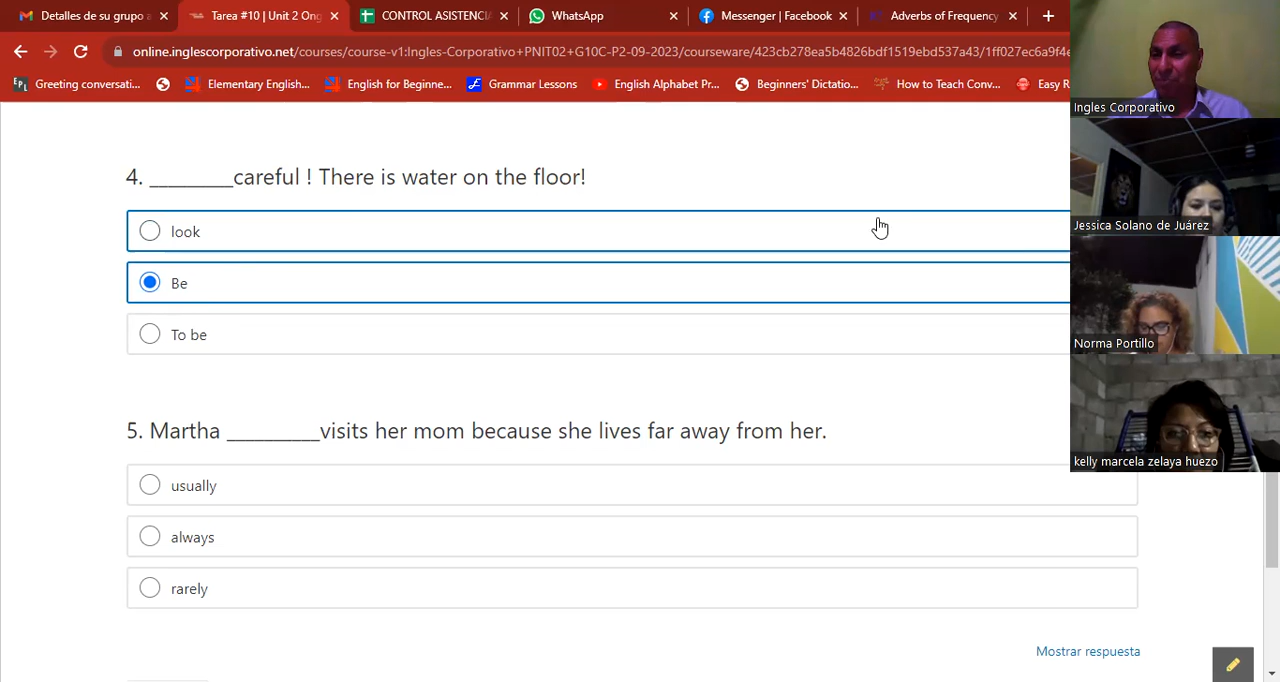 Detalles de su grupo a
Tarea #10 | Unit 2 Ong
CONTROL ASISTENCIA
WhatsApp
Messenger | Facebook
Adverbs of Frequency
online.inglescorporativo.net/courses/course-v1:Ingles-Corporativo+PNIT02+G10C-P2-09-2023/courseware/423cb278ea5b4826bdf1519ebd537a43/1ff027ec6a9f4e
Greeting conversati...
Elementary English...
English for Beginne...
Grammar Lessons
English Alphabet Pr...
Beginners' Dictatio...
How to Teach Conv...
Easy R
Ingles Corporativo
4. _________careful ! There is water on the floor!
look
Be
To be
Jessica Solano de Juárez
Norma Portillo
5. Martha __________visits her mom because she lives far away from her.
kelly marcela zelaya huezo
usually
always
rarely
Mostrar respuesta